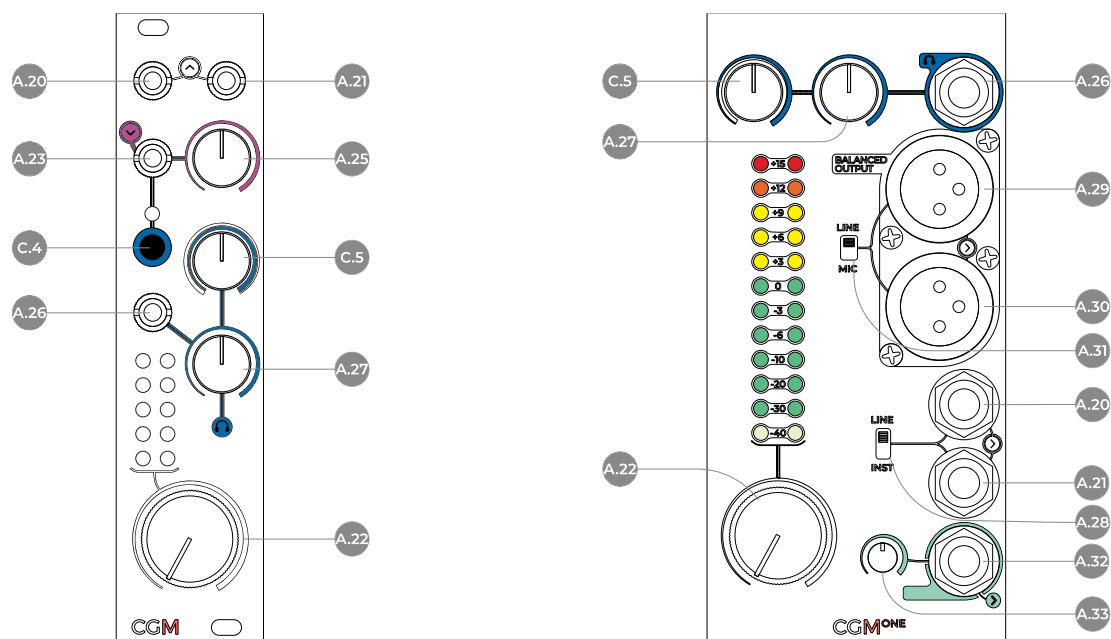 A.20
A.21
A.23
A.25
C.4
C.5
A.26
A.27
A.22
CGM
C.5
A.26
A.27
+15
BALANCED
OUTPUT
A.29
+12
+9
LINE
+6
+3
MIC
0
A.30
-3
-6
A.31
-10
-20
A.20
-30
LINE
-40
A.22
INST
A.21
A.28
A.32
A.33
CGMONE